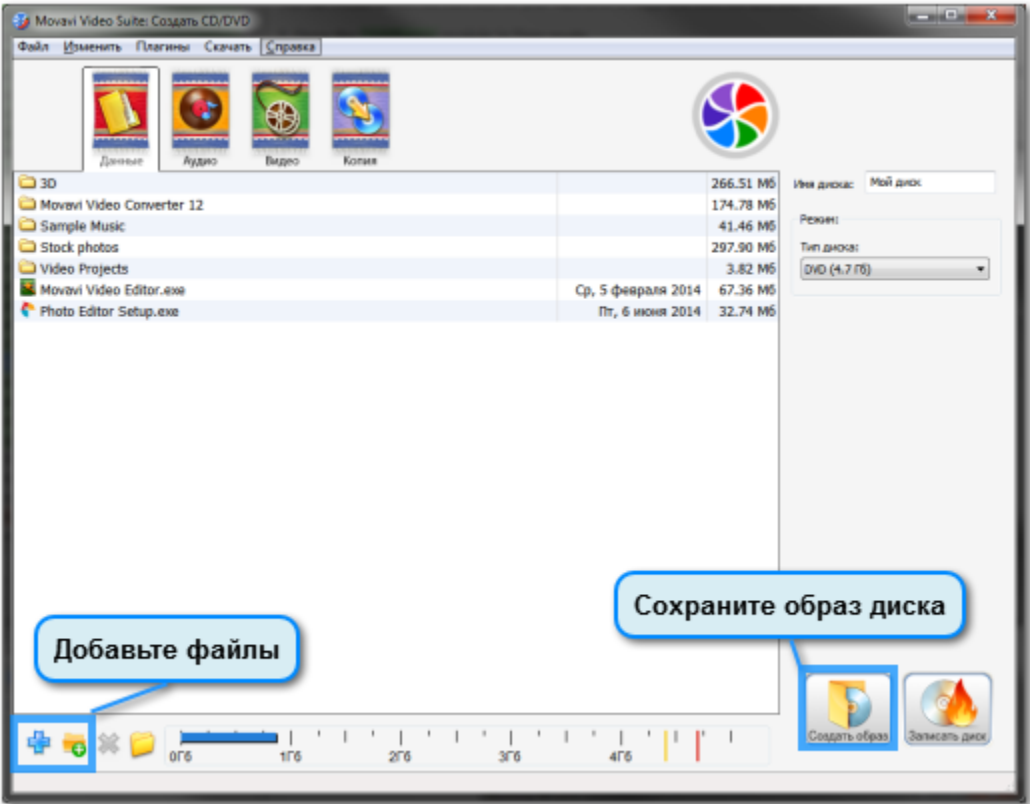 Movavi Video Suite: Создать CD/DVD
Файл Изменить Плагины Скачать Справка
Данные Аудио Видео Копия
3D 266.51 Мб
Movavi Video Converter 12 174.78 Мб
Sample Music 41.46 Мб
Stock photos 297.90 Мб
Video Projects 3.82 Мб
Movavi Video Editor.exe Ср, 5 февраля 2014 67.36 Мб
Photo Editor Setup.exe Пт, 6 июня 2014 32.74 Мб
Имя диска: Мой диск
Режим:
Тип диска:
DVD (4.7 Гб)
Сохраните образ диска
Добавьте файлы
Создать образ Записать диск
0Гб 1Гб 2Гб 3Гб 4Гб